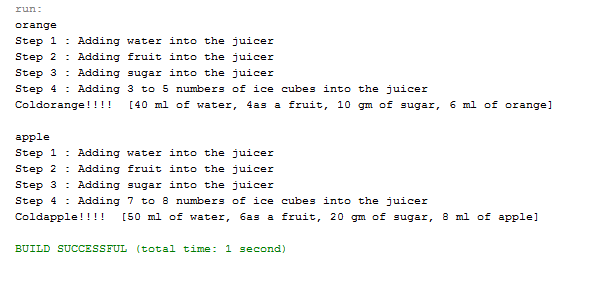 run:
orange
Step 1 : Adding water into the juicer
Step 2 : Adding fruit into the juicer
Step 3 : Adding sugar into the juicer
Step 4 : Adding 3 to 5 numbers of ice cubes into the juicer
Coldorange!!!!  [40 ml of water, 4as a fruit, 10 gm of sugar, 6 ml of orange]
apple
Step 1 : Adding water into the juicer
Step 2 : Adding fruit into the juicer
Step 3 : Adding sugar into the juicer
Step 4 : Adding 7 to 8 numbers of ice cubes into the juicer
Coldapple!!!!  [50 ml of water, 6as a fruit, 20 gm of sugar, 8 ml of apple]
BUILD SUCCESSFUL (total time: 1 second)